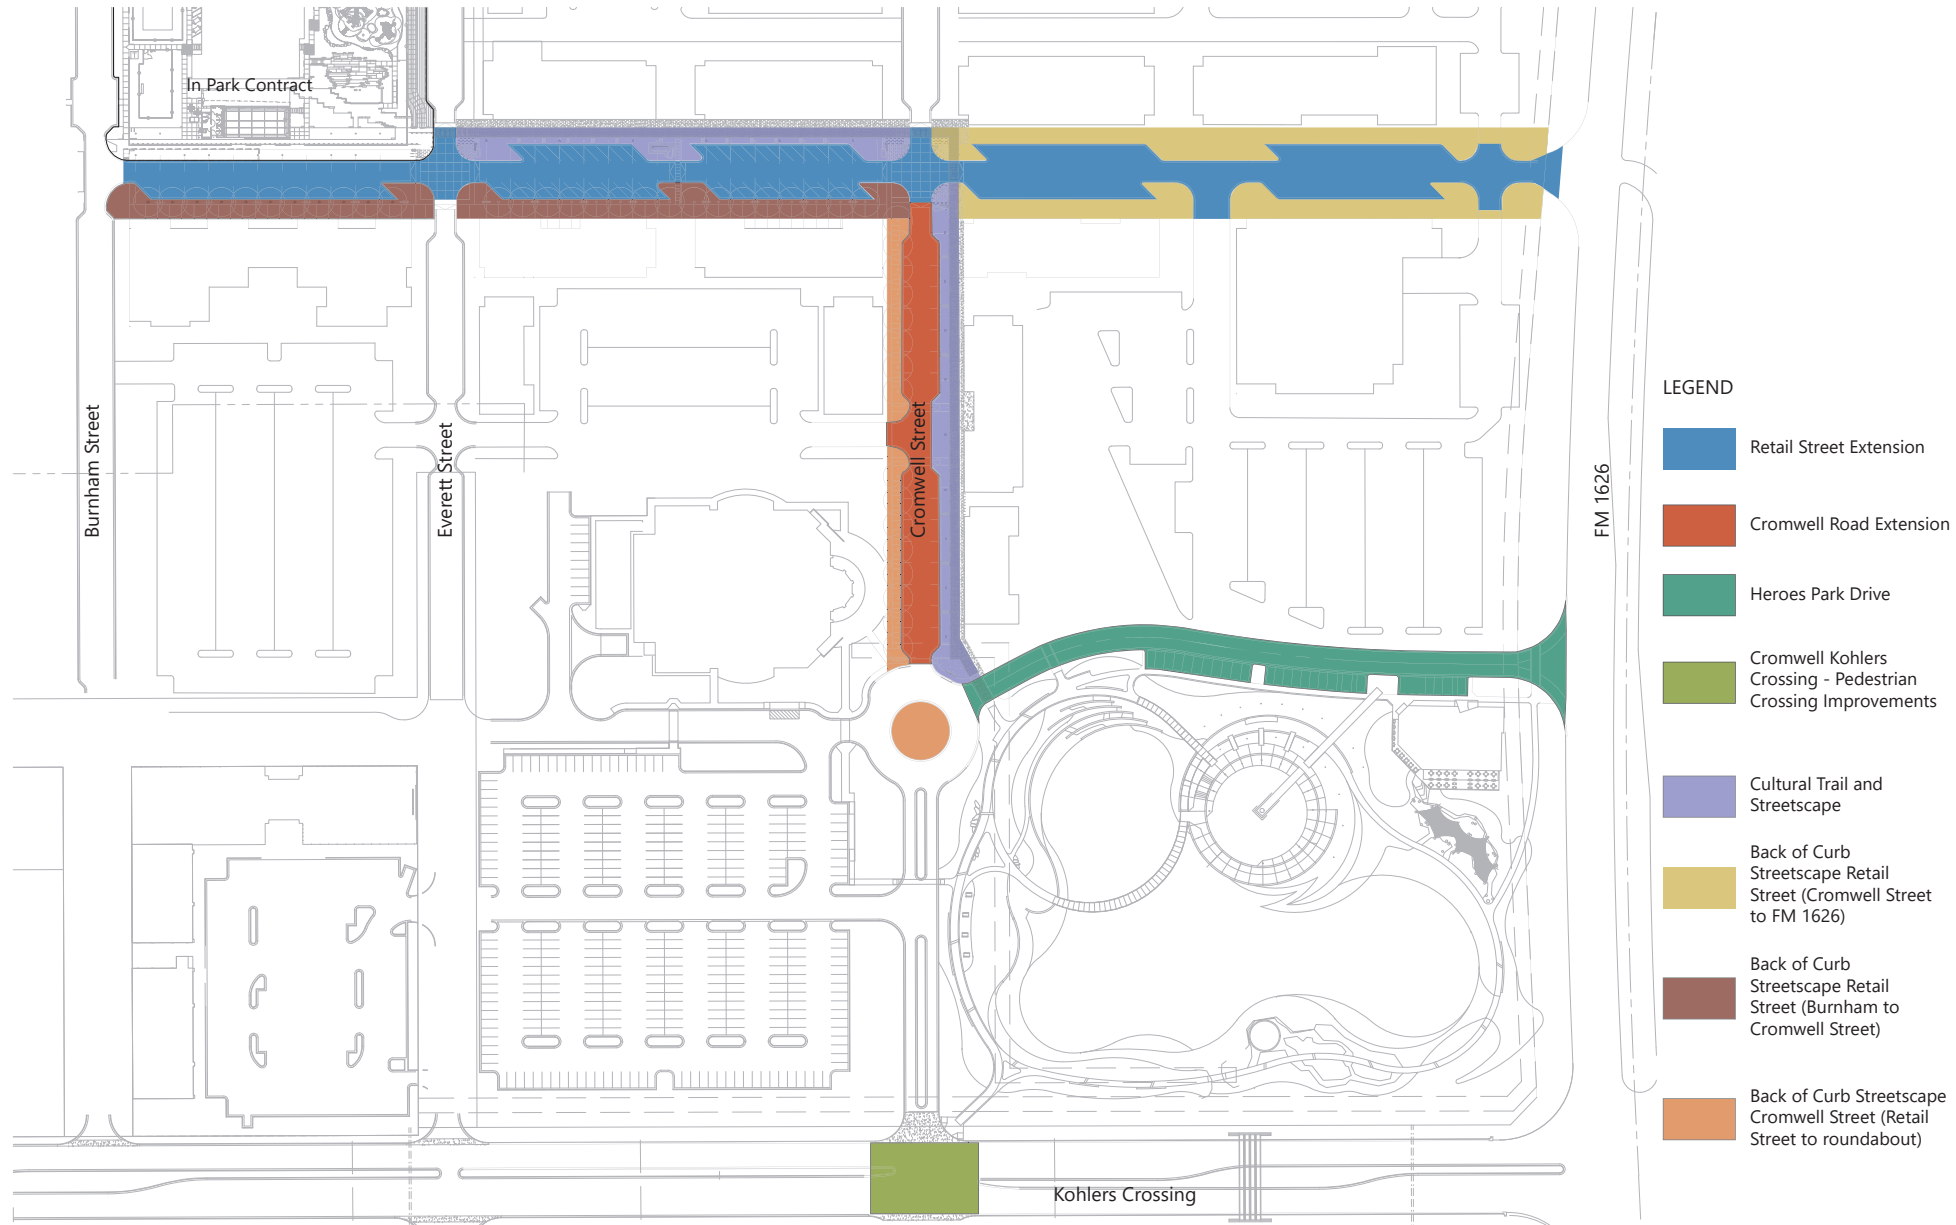 In Park Contract
Burnham Street
Everett Street
Cromwell Street
FM 1626
Kohlers Crossing
LEGEND
Retail Street Extension
Cromwell Road Extension
Heroes Park Drive
Cromwell Kohlers
Crossing - Pedestrian
Crossing Improvements
Cultural Trail and
Streetscape
Back of Curb
Streetscape Retail
Street (Cromwell Street
to FM 1626)
Back of Curb
Streetscape Retail
Street (Burnham to
Cromwell Street)
Back of Curb Streetscape
Cromwell Street (Retail
Street to roundabout)